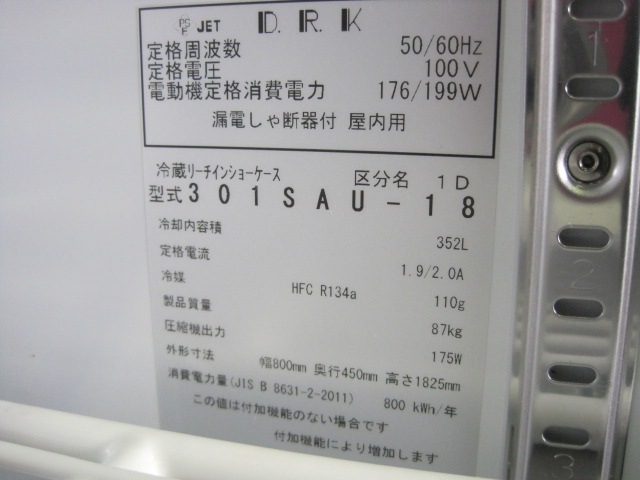 PS E JET D.R.K
定格周波数 50/60Hz
定格電圧 100V
電動機定格消費電力 176/199W
漏電しゃ断器付 屋内用
冷蔵リーチインショーケース 区分名 1D
型式 301SAU-18
冷却内容積 352L
定格電流 1.9/2.0A
冷媒 HFC R134a 110g
製品質量 87kg
圧縮機出力 175W
外形寸法 幅800mm 奥行450mm 高さ1825mm
消費電力量(JIS B 8631-2-2011) 800 kWh/年
この値は付加機能のない場合です
付加機能により増加します
1
2
3